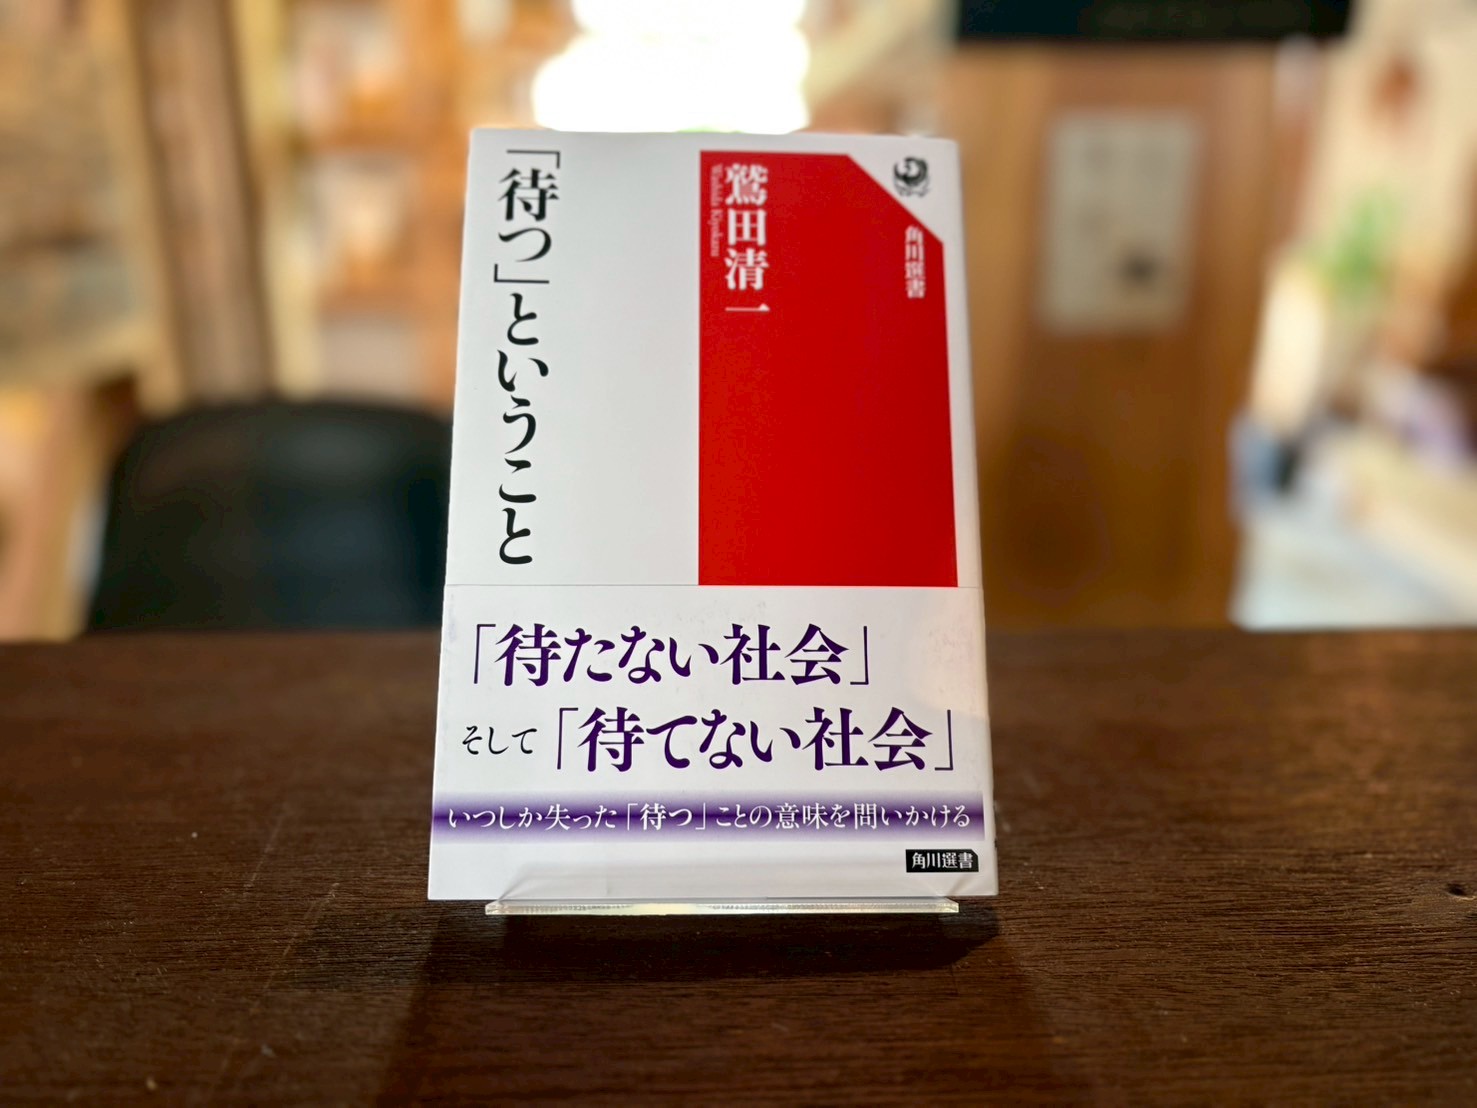 「待つ」ということ
鷲田清一
Washida Kiyokazu
角川選書
「待たない社会」
そして「待てない社会」
いつしか失った「待つ」ことの意味を問いかける
角川選書